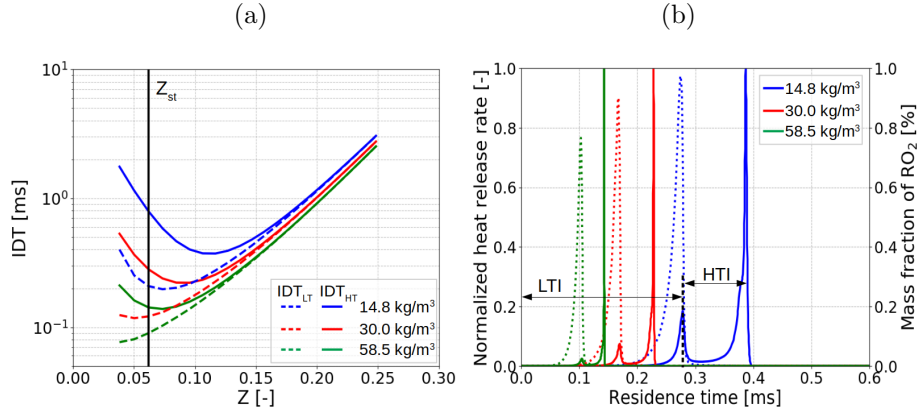 (a)
(b)
10¹
10⁰
10⁻¹
IDT [ms]
Z_st
IDT_LT IDT_HT
14.8 kg/m³
30.0 kg/m³
58.5 kg/m³
0.00 0.05 0.10 0.15 0.20 0.25 0.30
Z [-]
Normalized heat release rate [-]
1.0
0.8
0.6
0.4
0.2
0.0
14.8 kg/m³
30.0 kg/m³
58.5 kg/m³
LTI
HTI
1.0
0.8
0.6
0.4
0.2
0.0
Mass fraction of RO₂ [%]
0.0 0.1 0.2 0.3 0.4 0.5 0.6
Residence time [ms]